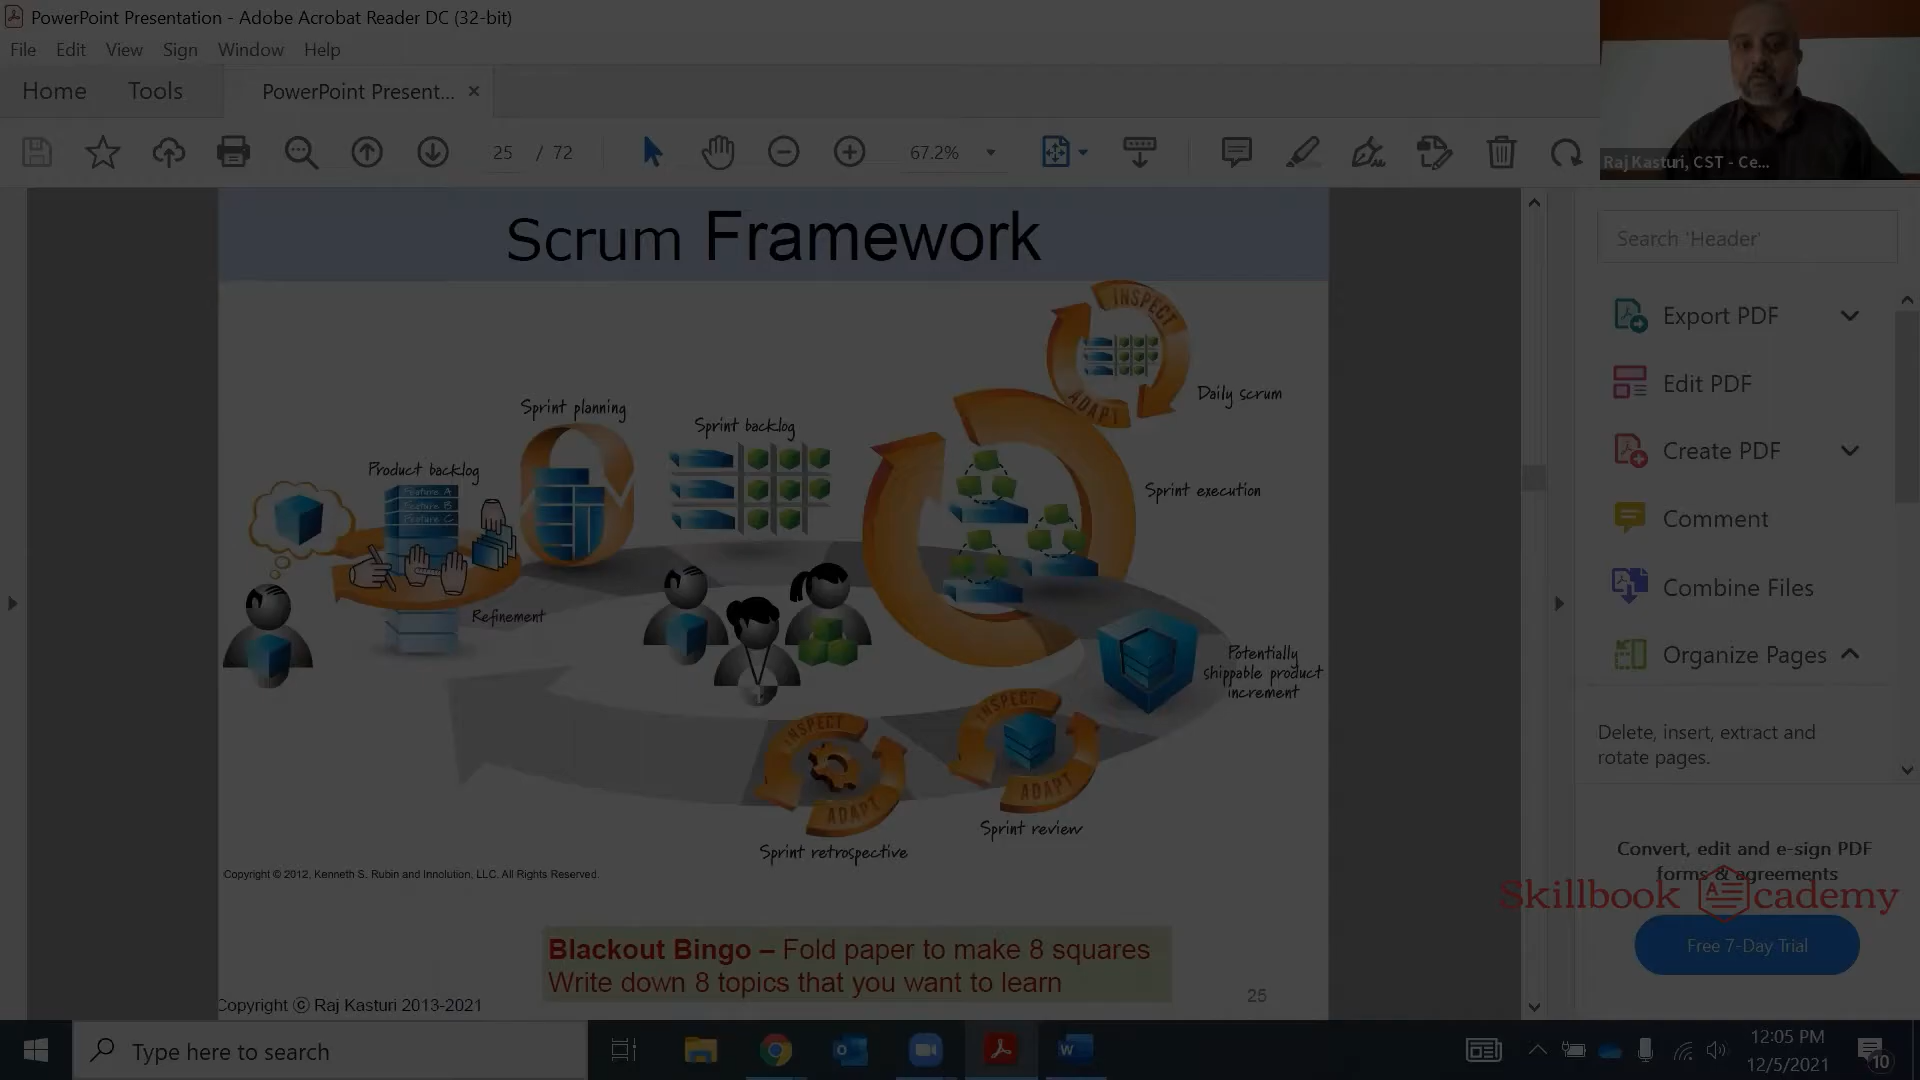 PowerPoint Presentation - Adobe Acrobat Reader DC (32-bit)
File Edit View Sign Window Help
Home Tools PowerPoint Present... ×
25 / 72 67.2%
Raj Kasturi, CST - Ce...
Scrum Framework
INSPECT
ADAPT
Daily scrum
Sprint planning
Sprint backlog
Product backlog
Feature A
Feature B
Feature C
Sprint execution
Refinement
Potentially
shippable product
increment
INSPECT
ADAPT
Sprint review
INSPECT
ADAPT
Sprint retrospective
Copyright © 2012, Kenneth S. Rubin and Innolution, LLC. All Rights Reserved.
Blackout Bingo – Fold paper to make 8 squares
Write down 8 topics that you want to learn
Copyright ⓒ Raj Kasturi 2013-2021
25
Search 'Header'
Export PDF
Edit PDF
Create PDF
Comment
Combine Files
Organize Pages
Delete, insert, extract and
rotate pages.
Convert, edit and e-sign PDF
forms & agreements
Skillbook Academy
Free 7-Day Trial
Type here to search
12:05 PM
12/5/2021
10